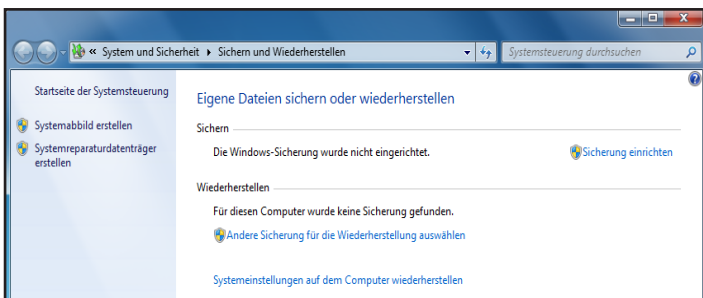 « System und Sicherheit ▸ Sichern und Wiederherstellen
Systemsteuerung durchsuchen
Startseite der Systemsteuerung
Systemabbild erstellen
Systemreparaturdatenträger
erstellen
Eigene Dateien sichern oder wiederherstellen
Sichern
Die Windows-Sicherung wurde nicht eingerichtet.
Sicherung einrichten
Wiederherstellen
Für diesen Computer wurde keine Sicherung gefunden.
Andere Sicherung für die Wiederherstellung auswählen
Systemeinstellungen auf dem Computer wiederherstellen